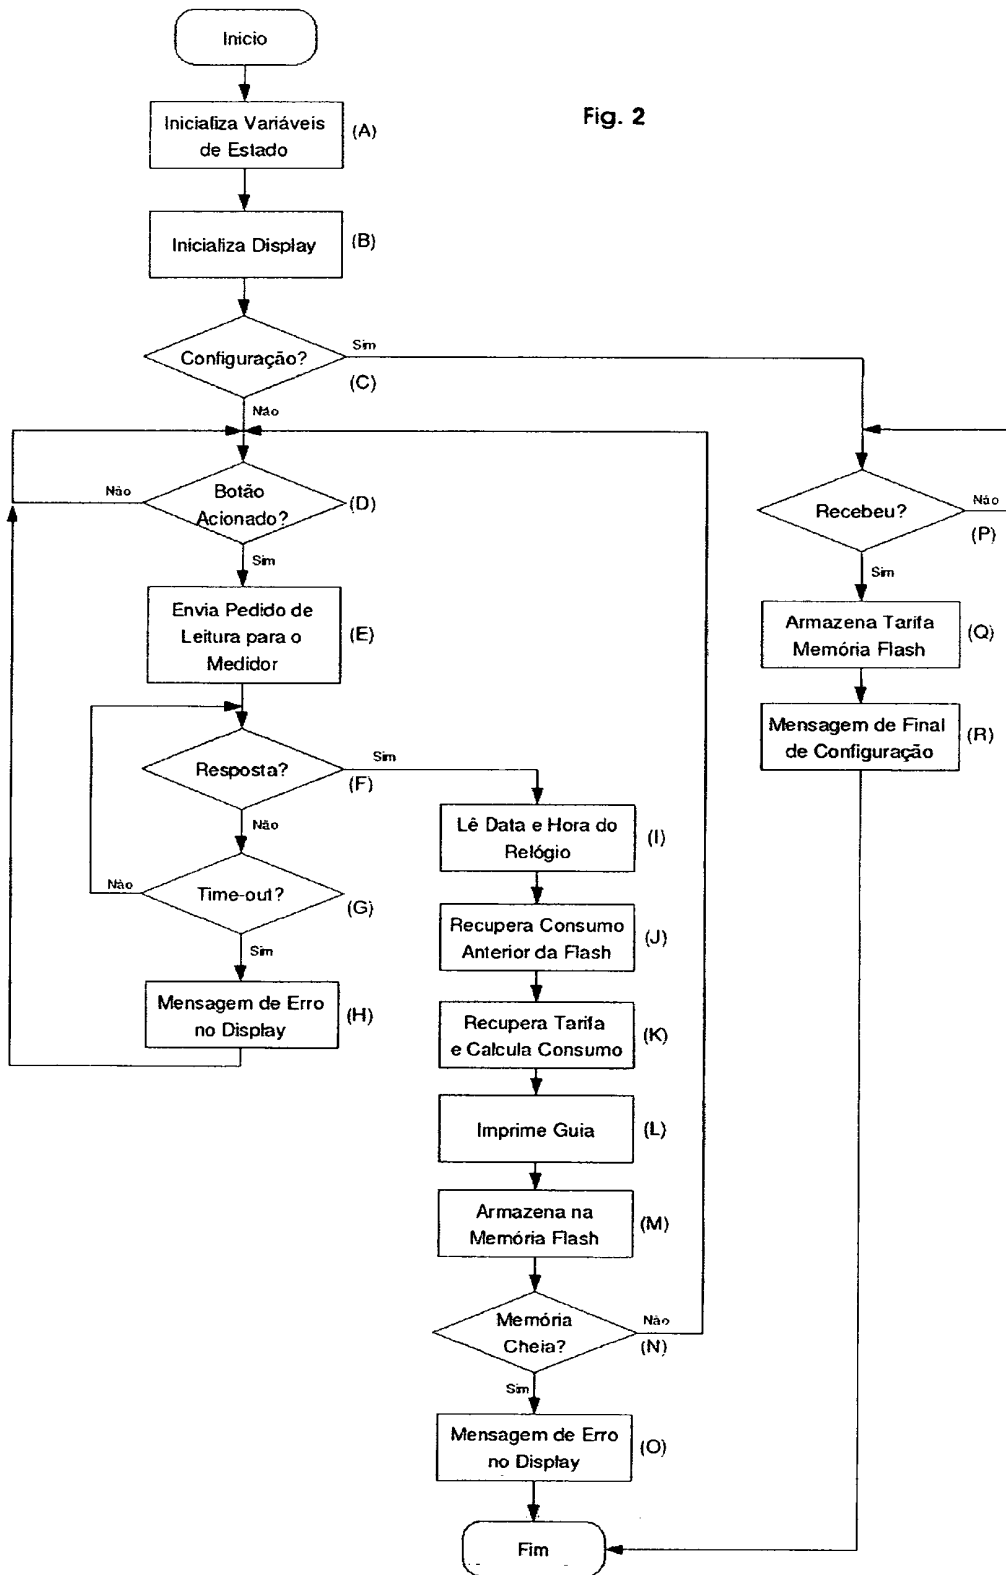 Inicio
Fig. 2
Inicializa Variáveis
de Estado
(A)
Inicializa Display
(B)
Configuração?
Sim
(C)
Não
Botão
Acionado?
Não
(D)
Sim
Envia Pedido de
Leitura para o
Medidor
(E)
Resposta?
Sim
(F)
Não
Time-out?
Não
(G)
Sim
Mensagem de Erro
no Display
(H)
Lê Data e Hora do
Relógio
(I)
Recupera Consumo
Anterior da Flash
(J)
Recupera Tarifa
e Calcula Consumo
(K)
Imprime Guia
(L)
Armazena na
Memória Flash
(M)
Memória
Cheia?
Não
(N)
Sim
Mensagem de Erro
no Display
(O)
Fim
Recebeu?
Não
(P)
Sim
Armazena Tarifa
Memória Flash
(Q)
Mensagem de Final
de Configuração
(R)